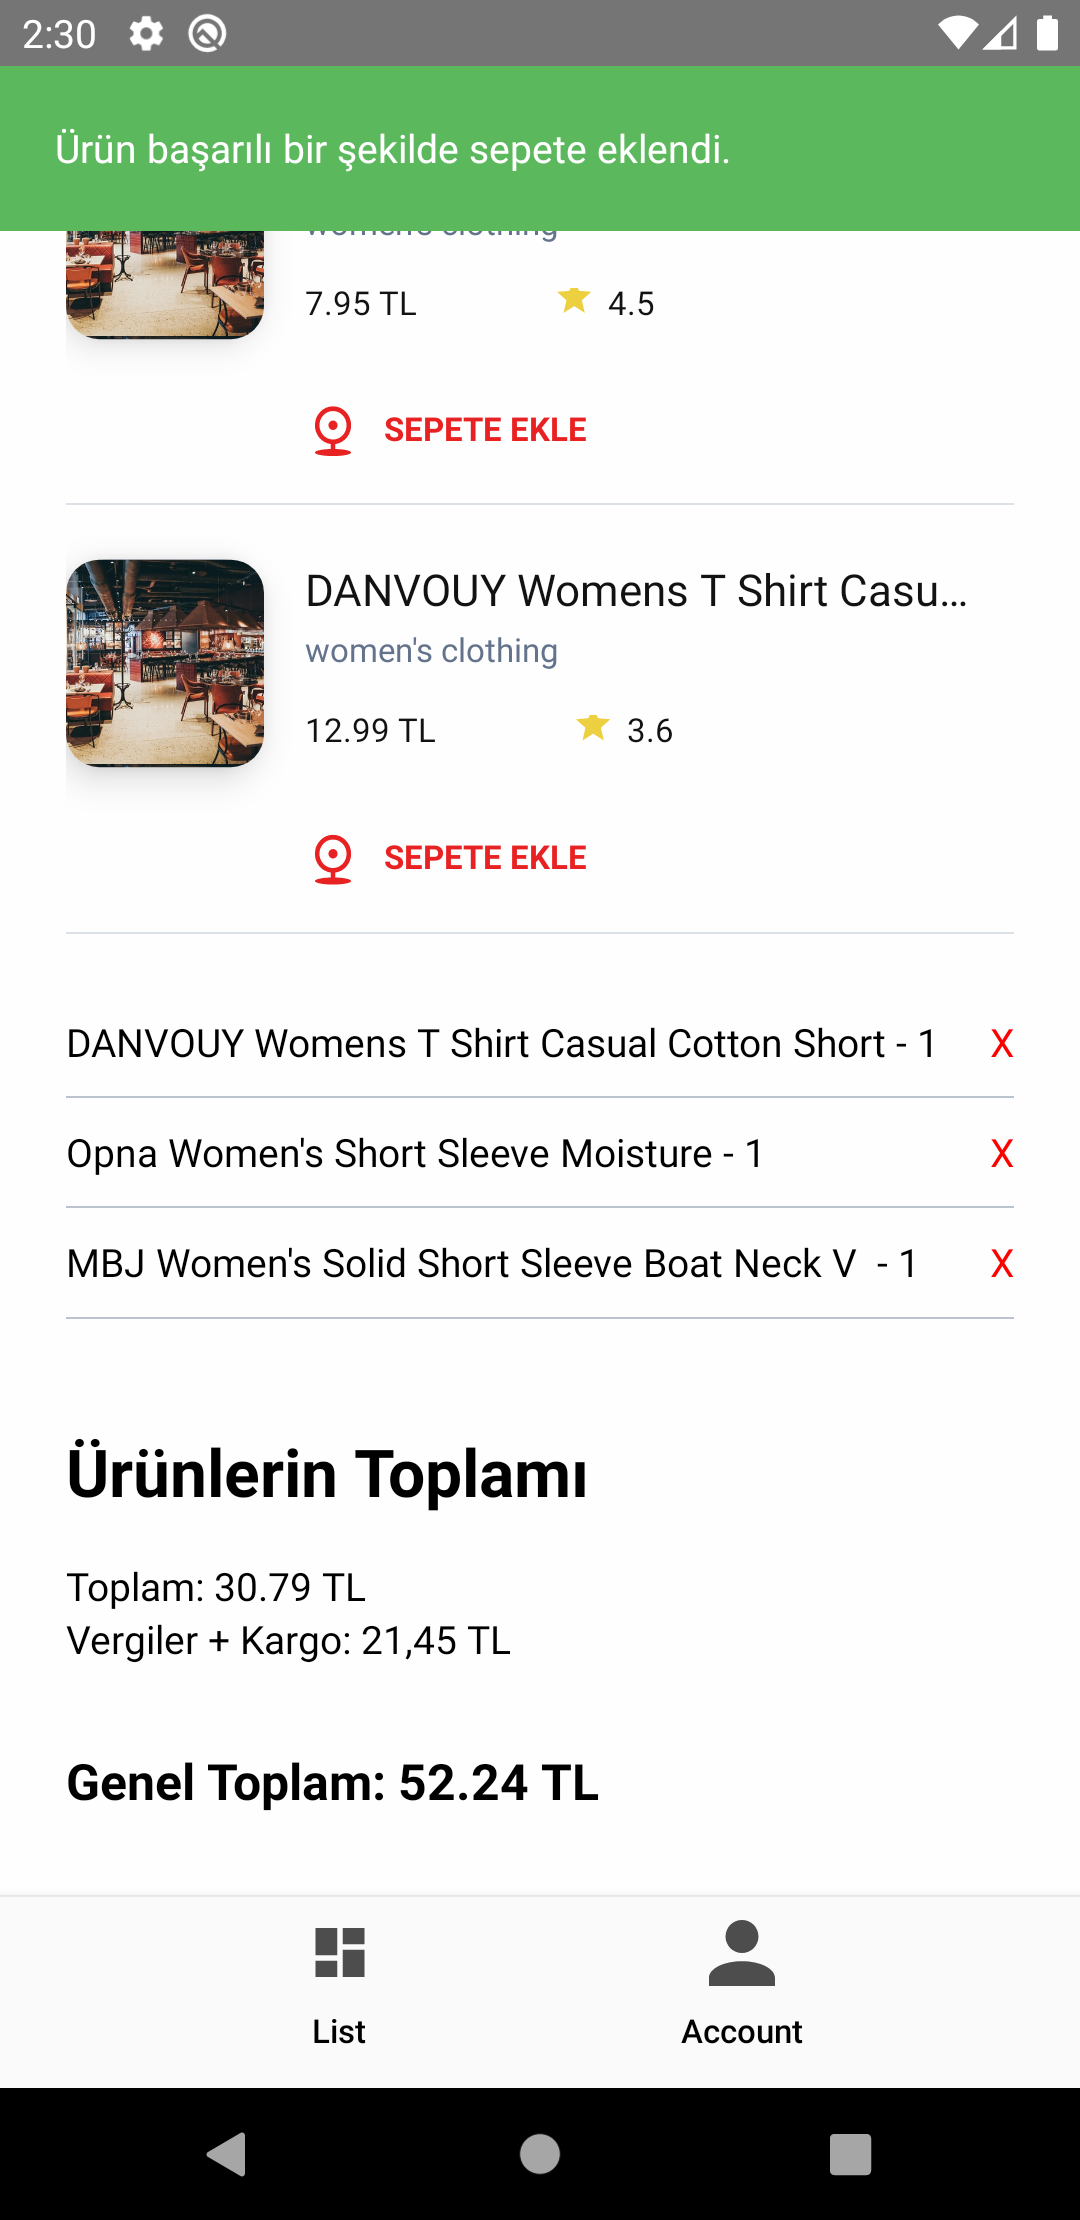 2:30
Ürün başarılı bir şekilde sepete eklendi.
women's clothing
7.95 TL
4.5
SEPETE EKLE
DANVOUY Womens T Shirt Casu...
women's clothing
12.99 TL
3.6
SEPETE EKLE
DANVOUY Womens T Shirt Casual Cotton Short - 1 X
Opna Women's Short Sleeve Moisture - 1 X
MBJ Women's Solid Short Sleeve Boat Neck V  - 1 X
Ürünlerin Toplamı
Toplam: 30.79 TL
Vergiler + Kargo: 21,45 TL
Genel Toplam: 52.24 TL
List
Account